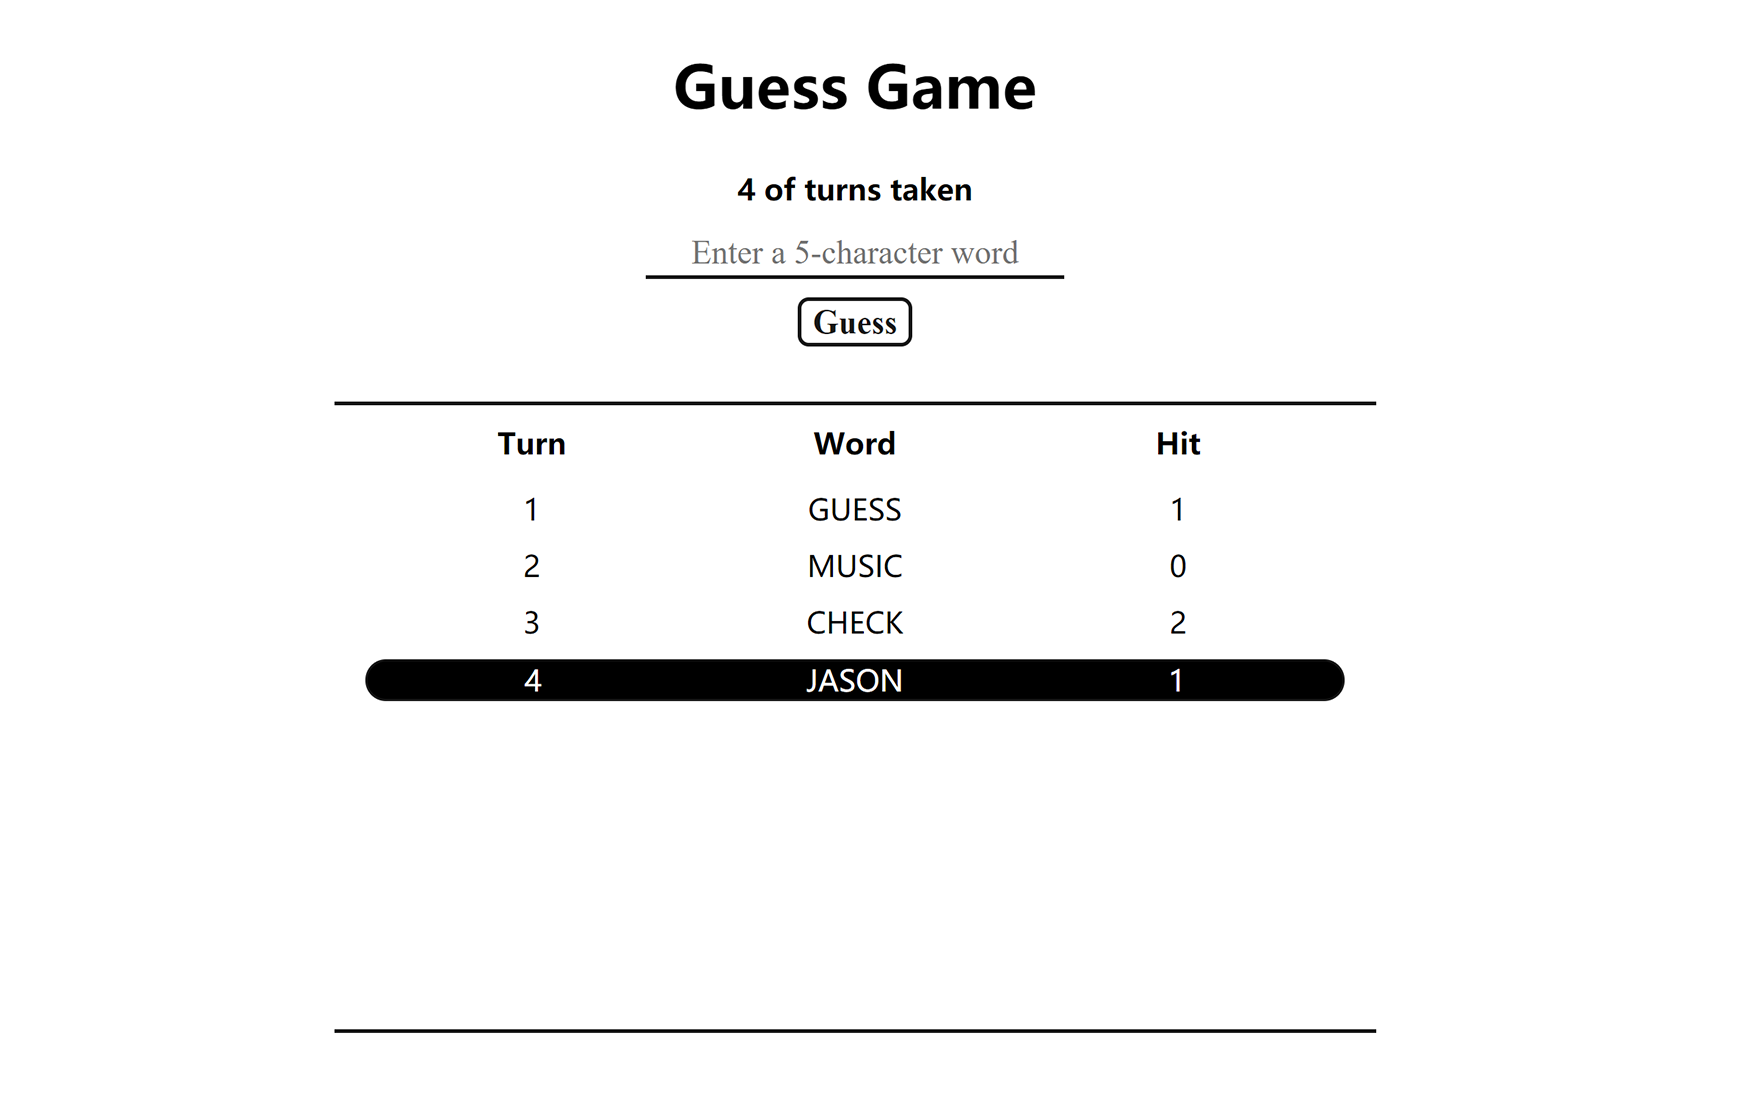 Guess Game
4 of turns taken
Enter a 5-character word
Guess
Turn Word Hit
1 GUESS 1
2 MUSIC 0
3 CHECK 2
4 JASON 1